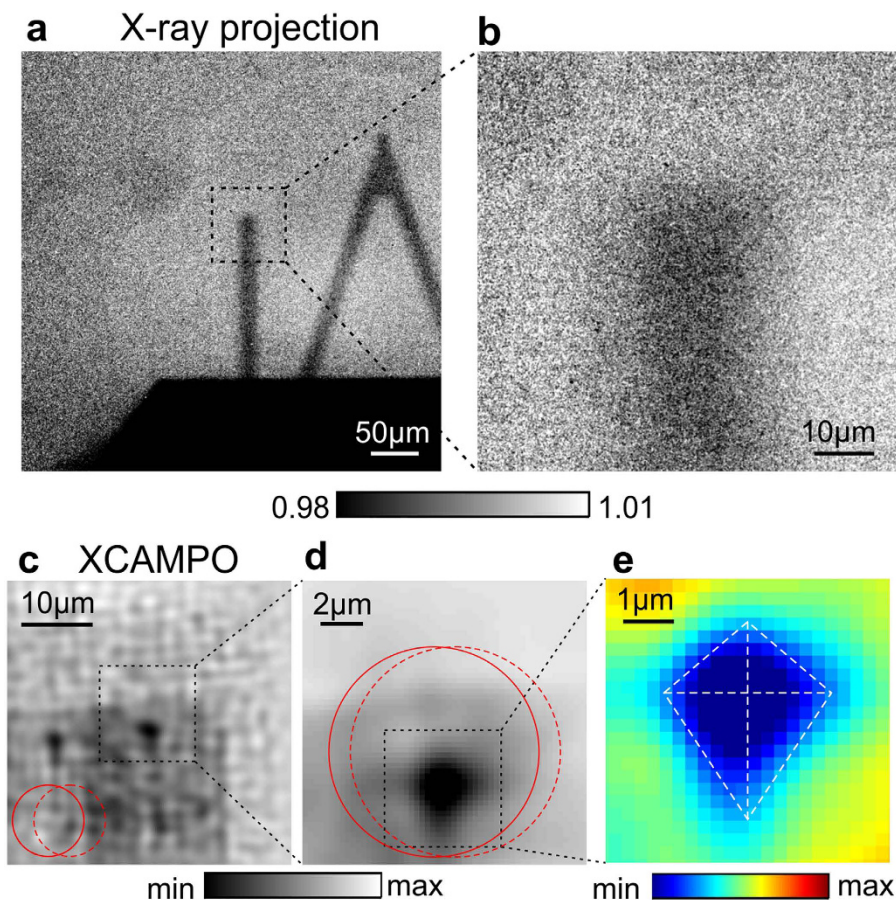 a X-ray projection b
50μm
10μm
0.98 1.01
c XCAMPO d e
10μm
2μm
1μm
min max
min max